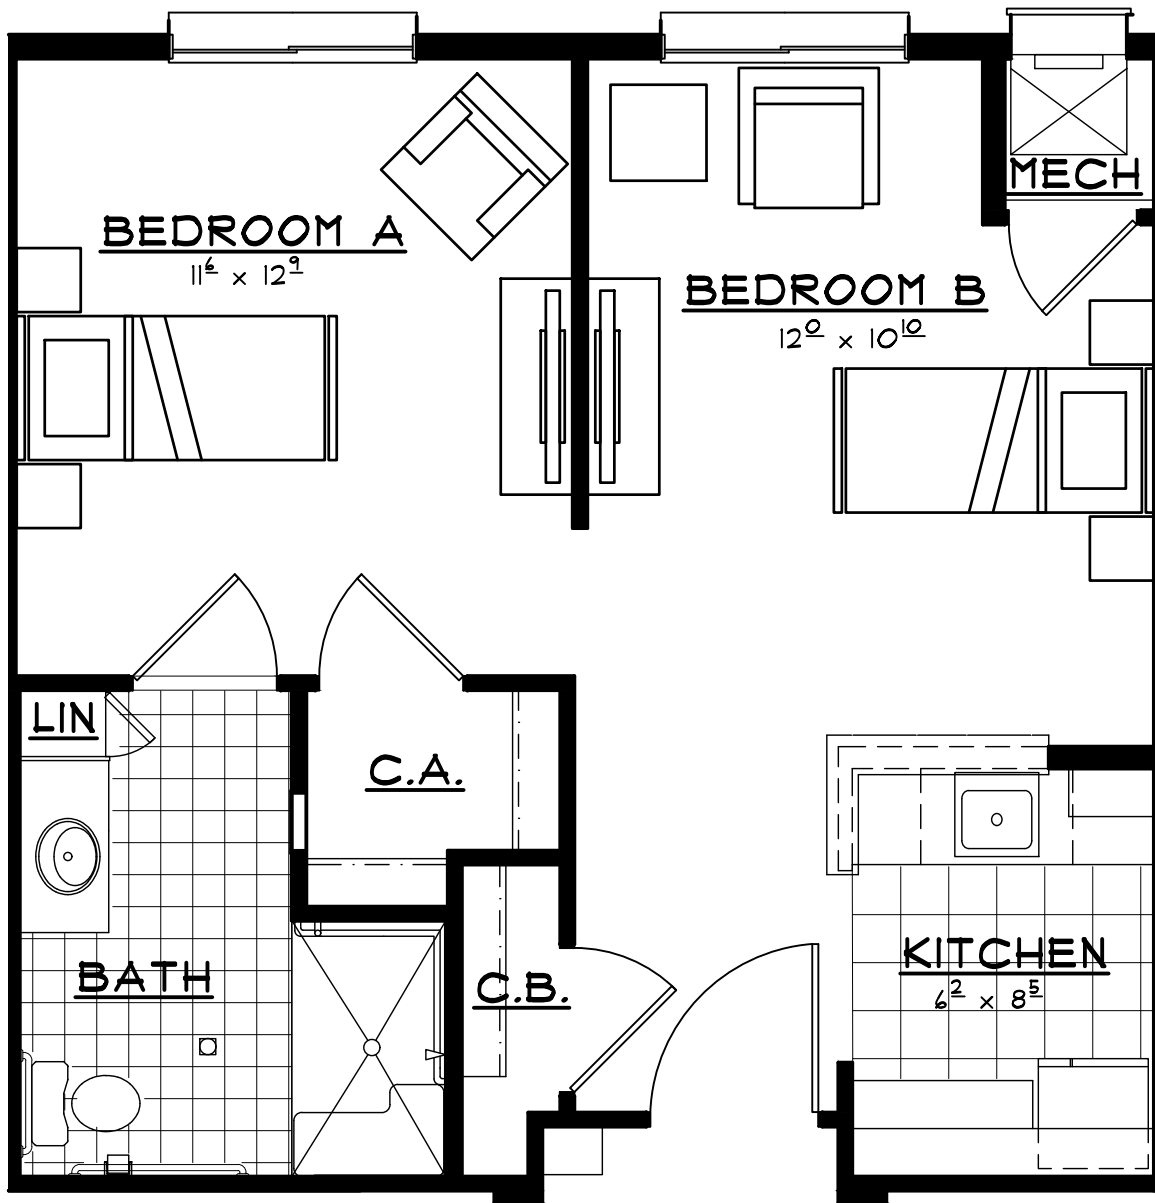 MECH
BEDROOM A
11⁶ x 12⁹
BEDROOM B
12⁰ x 10¹⁰
LIN
C.A.
BATH
C.B.
KITCHEN
6² x 8⁵